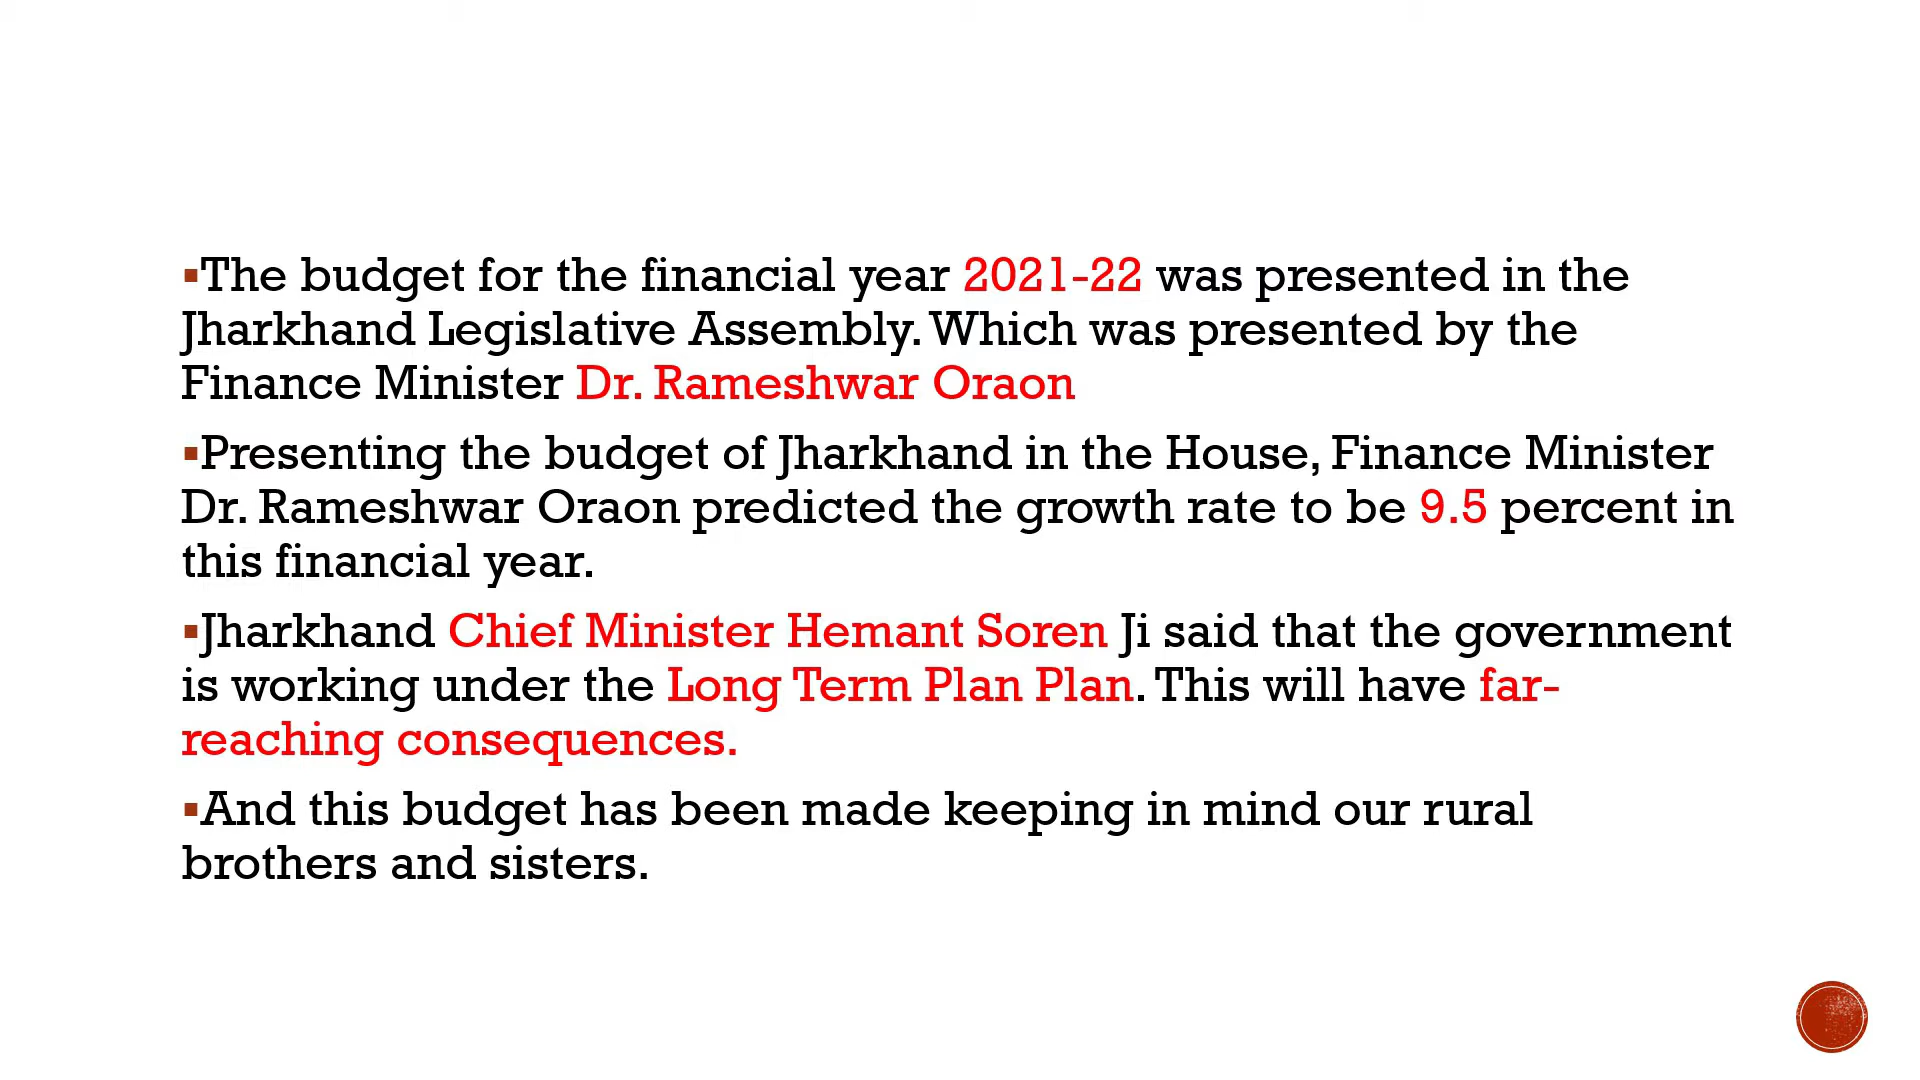 ▪The budget for the financial year 2021-22 was presented in the
Jharkhand Legislative Assembly. Which was presented by the
Finance Minister Dr. Rameshwar Oraon
▪Presenting the budget of Jharkhand in the House, Finance Minister
Dr. Rameshwar Oraon predicted the growth rate to be 9.5 percent in
this financial year.
▪Jharkhand Chief Minister Hemant Soren Ji said that the government
is working under the Long Term Plan Plan. This will have far-
reaching consequences.
▪And this budget has been made keeping in mind our rural
brothers and sisters.